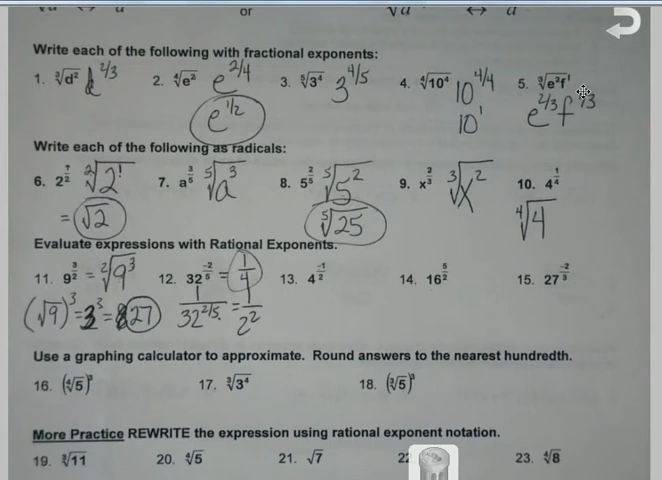 √a ↔ a or √a ↔ a
Write each of the following with fractional exponents:
1. ∛d² d^2/3 2. ∜e² e^2/4 3. ⁵√3⁴ 3^4/5 4. ∜10⁴ 10^4/4 5. ∛e²f¹ e^2/3 f^1/3
e^1/2 10^1
Write each of the following as radicals:
6. 2^1/2 ²√2¹ 7. a^3/5 ⁵√a³ 8. 5^2/5 ⁵√5² 9. x^2/3 ∛x² 10. 4^1/4 ∜4
= √2 ⁵√25
Evaluate expressions with Rational Exponents.
11. 9^3/2 = ²√9³ 12. 32^-2/5 = 1/4 13. 4^-1/2 14. 16^5/2 15. 27^-2/3
(√9)³ = 3³ = 27 1/32^2/5 = 1/2²
Use a graphing calculator to approximate. Round answers to the nearest hundredth.
16. (∜5)³ 17. ∛3⁴ 18. (∛5)³
More Practice REWRITE the expression using rational exponent notation.
19. ∛11 20. ∜5 21. √7 22 23. ∜8